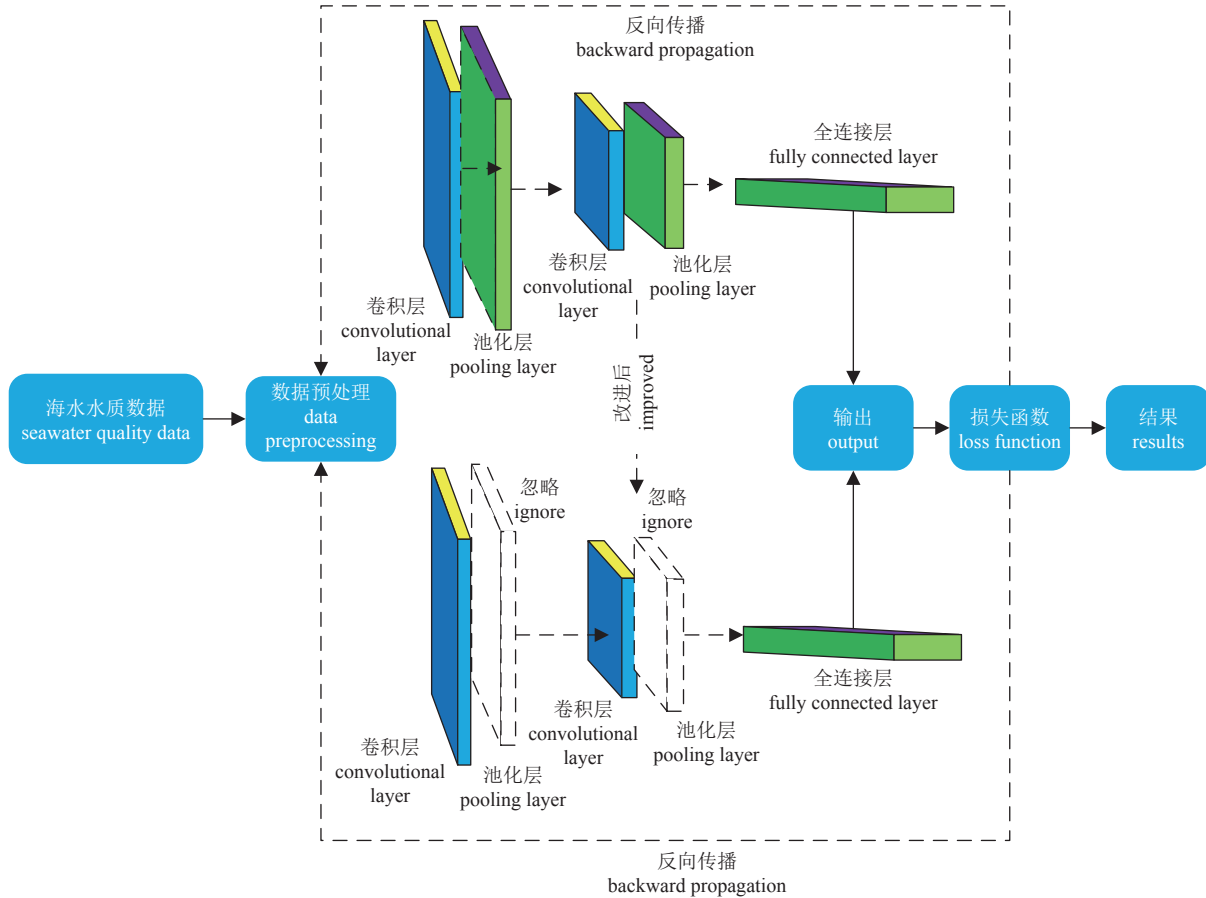 反向传播
backward propagation
全连接层
fully connected layer
卷积层
convolutional
layer
池化层
pooling layer
卷积层
convolutional
layer
池化层
pooling layer
改进后
improved
海水水质数据
seawater quality data
数据预处理
data
preprocessing
输出
output
损失函数
loss function
结果
results
忽略
ignore
忽略
ignore
全连接层
fully connected layer
卷积层
convolutional
layer
池化层
pooling layer
卷积层
convolutional
layer
池化层
pooling layer
反向传播
backward propagation